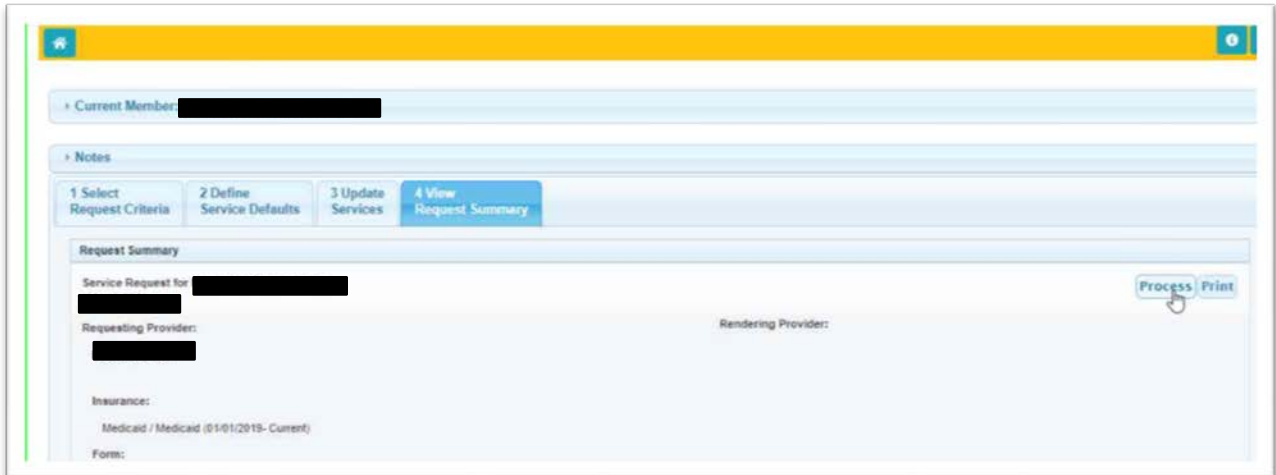 Current Member:
Notes
1 Select
Request Criteria
2 Define
Service Defaults
3 Update
Services
4 View
Request Summary
Request Summary
Service Request for
Process Print
Requesting Provider:
Rendering Provider:
Insurance:
Medicaid / Medicaid (01/01/2019- Current)
Form: